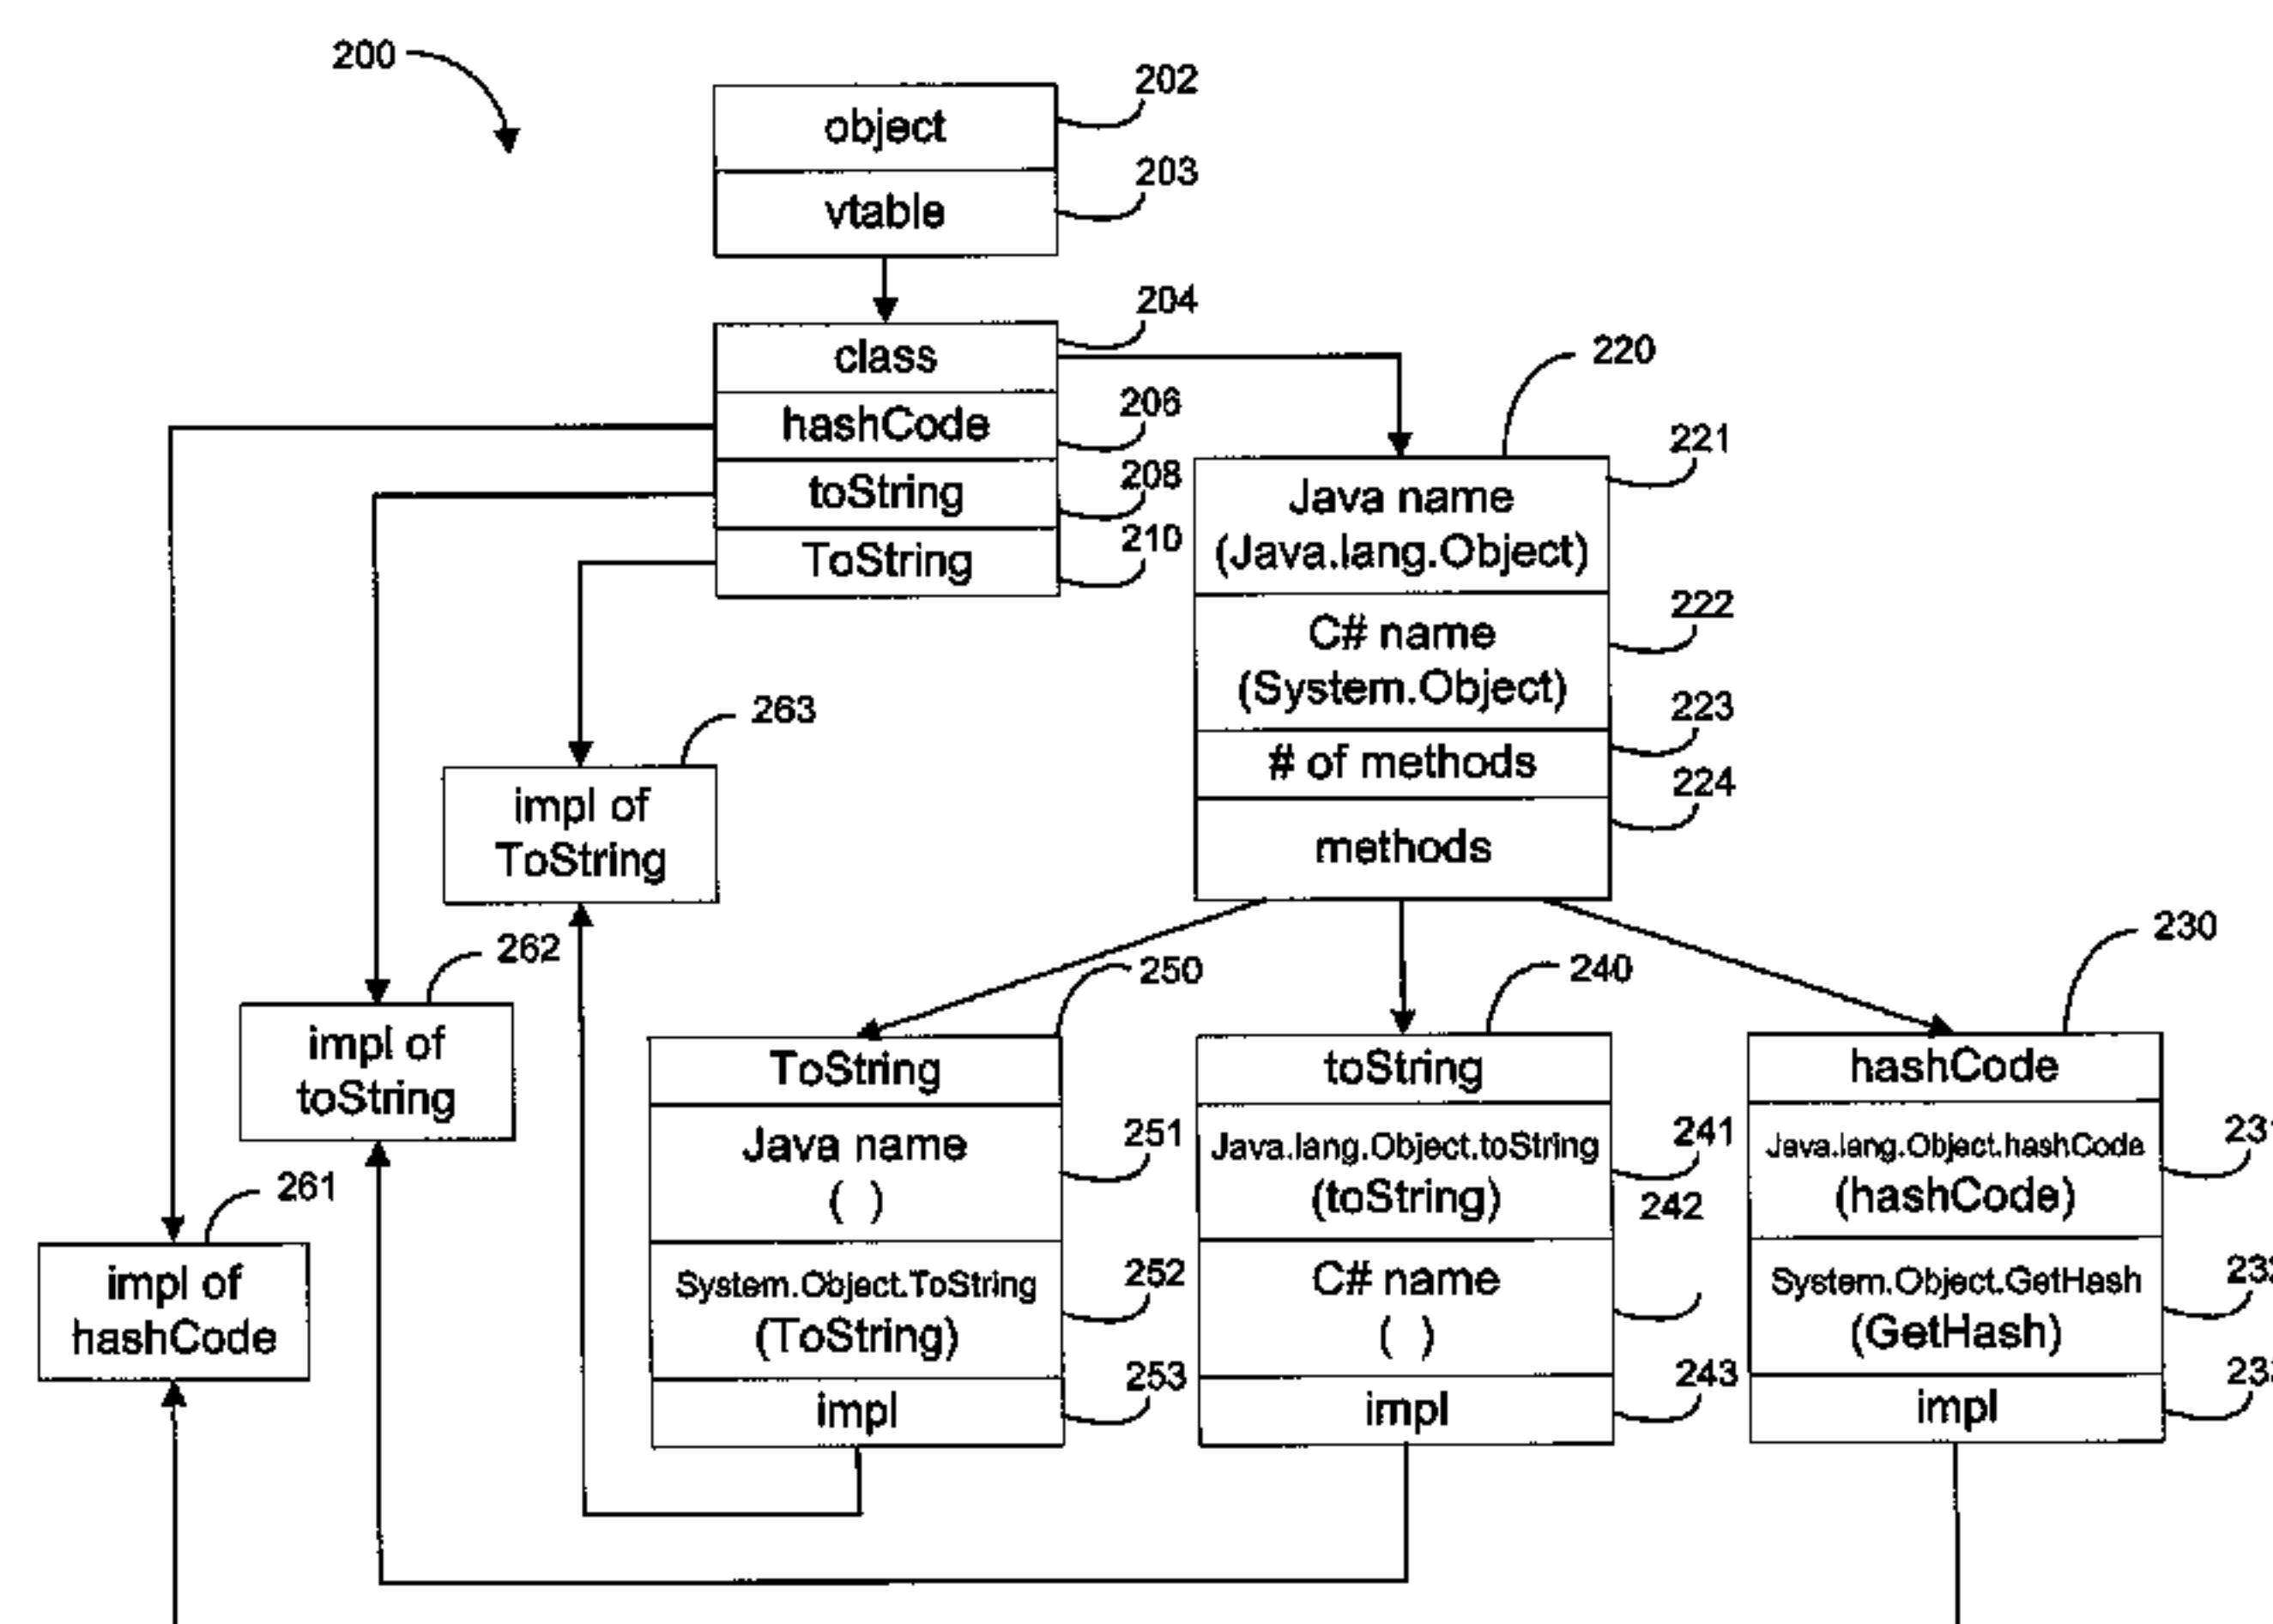 200
202
object
203
vtable
204
class
206
hashCode
208
toString
210
ToString
220
221
Java name
(Java.lang.Object)
222
C# name
(System.Object)
223
# of methods
224
methods
263
impl of
ToString
262
impl of
toString
261
impl of
hashCode
250
ToString
251
Java name
( )
252
System.Object.ToString
(ToString)
253
impl
240
toString
241
Java.lang.Object.toString
(toString)
242
C# name
( )
243
impl
230
hashCode
Java.lang.Object.hashCode
(hashCode)
System.Object.GetHash
(GetHash)
impl